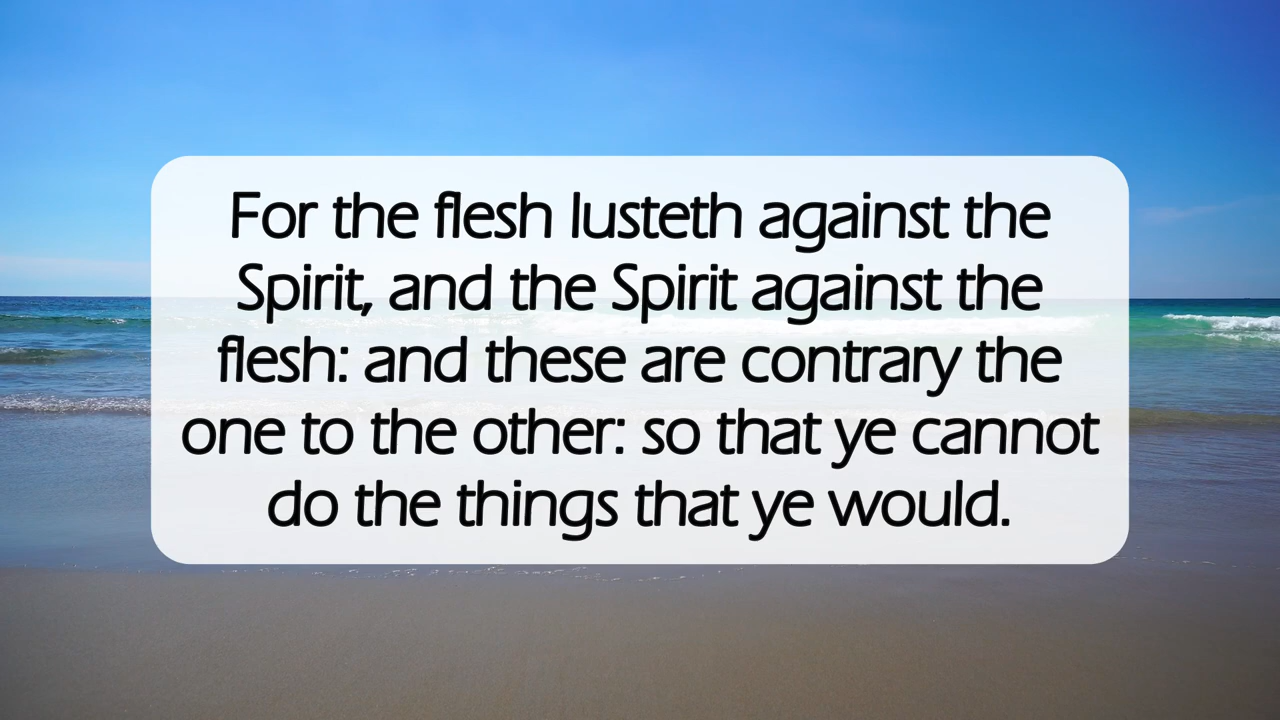 For the flesh lusteth against the
Spirit, and the Spirit against the
flesh: and these are contrary the
one to the other: so that ye cannot
do the things that ye would.